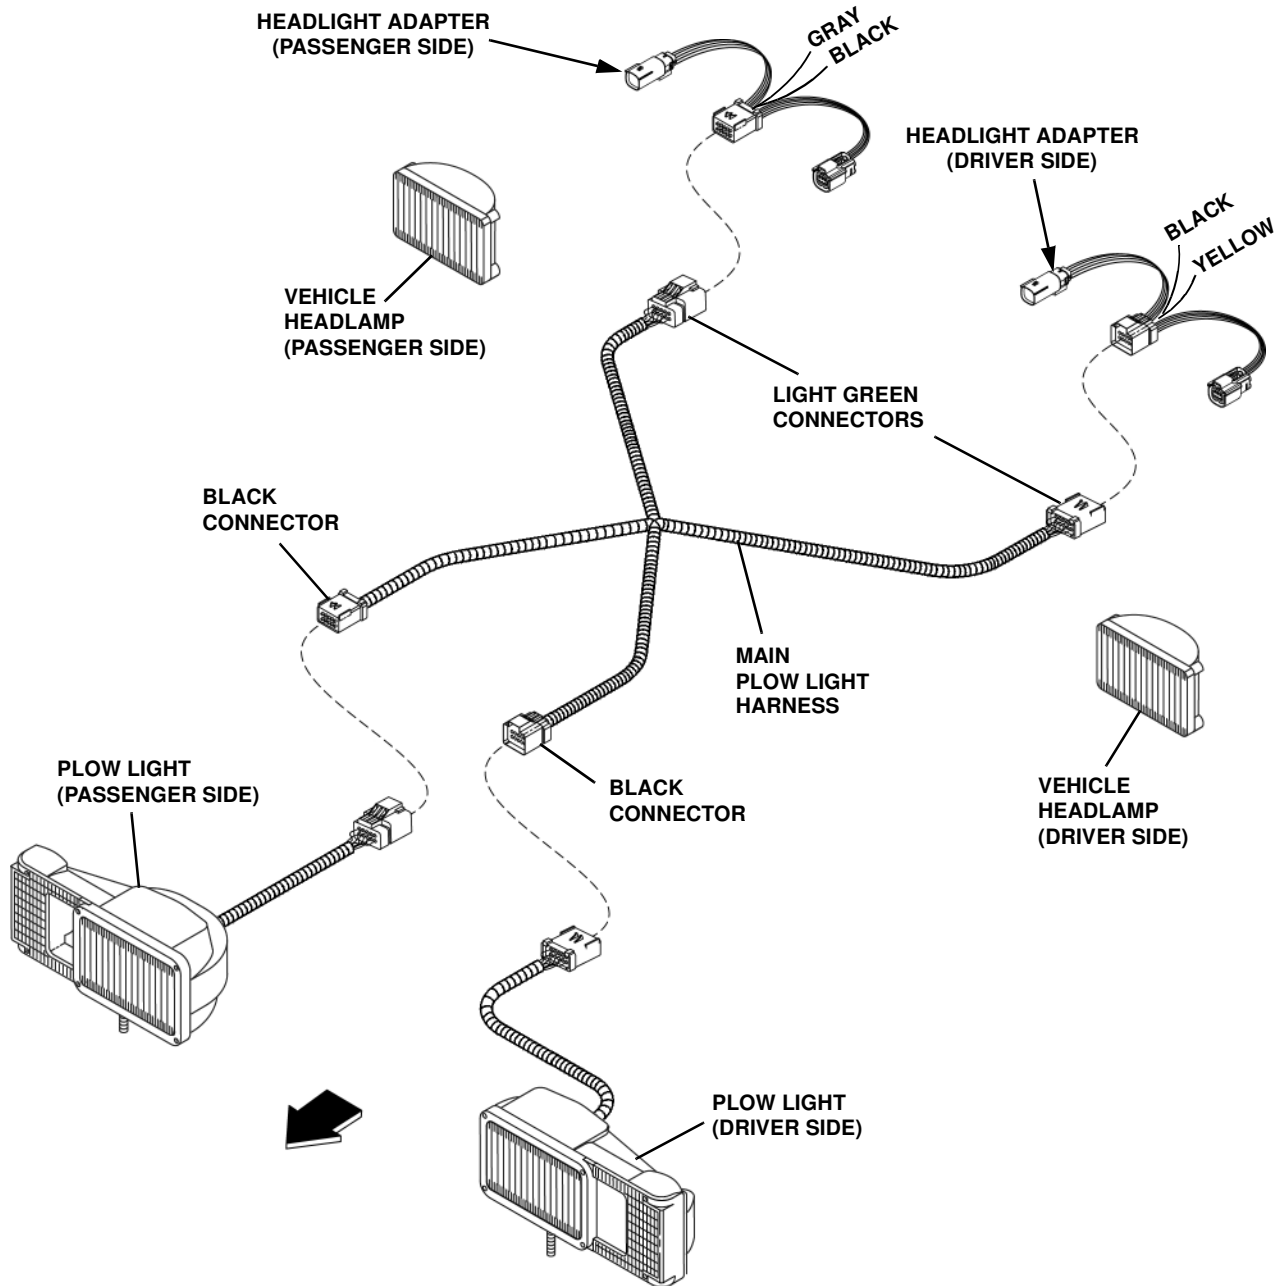 HEADLIGHT ADAPTER
(PASSENGER SIDE)
GRAY
BLACK
HEADLIGHT ADAPTER
(DRIVER SIDE)
BLACK
YELLOW
VEHICLE
HEADLAMP
(PASSENGER SIDE)
LIGHT GREEN
CONNECTORS
BLACK
CONNECTOR
MAIN
PLOW LIGHT
HARNESS
PLOW LIGHT
(PASSENGER SIDE)
BLACK
CONNECTOR
VEHICLE
HEADLAMP
(DRIVER SIDE)
PLOW LIGHT
(DRIVER SIDE)